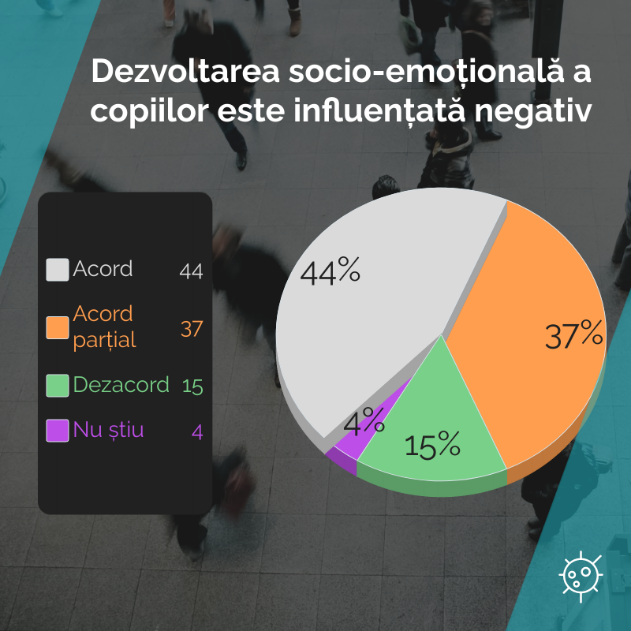 Dezvoltarea socio-emoțională a
copiilor este influențată negativ
Acord 44
Acord
parțial 37
Dezacord 15
Nu știu 4
44%
37%
4%
15%